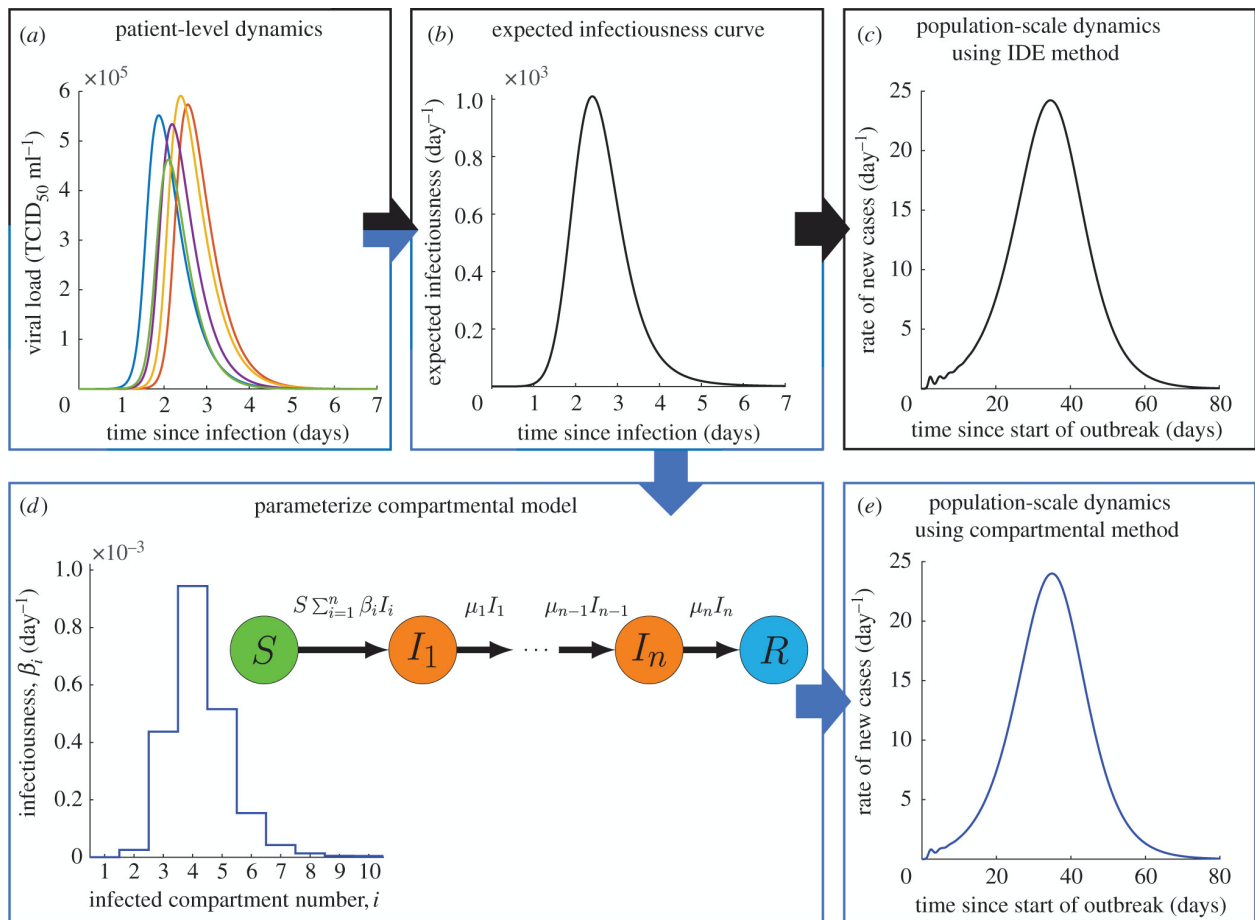 (a) patient-level dynamics
×10⁵
viral load (TCID₅₀ ml⁻¹)
6
5
4
3
2
1
0 1 2 3 4 5 6 7
time since infection (days)
(b) expected infectiousness curve
×10³
expected infectiousness (day⁻¹)
1.0
0.8
0.6
0.4
0.2
0 1 2 3 4 5 6 7
time since infection (days)
(c) population-scale dynamics
using IDE method
rate of new cases (day⁻¹)
25
20
15
10
5
0 20 40 60 80
time since start of outbreak (days)
(d) parameterize compartmental model
×10⁻³
infectiousness, βᵢ (day⁻¹)
1.0
0.8
0.6
0.4
0.2
0
1 2 3 4 5 6 7 8 9 10
infected compartment number, i
S ∑ⁿᵢ₌₁ βᵢIᵢ μ₁I₁ μₙ₋₁Iₙ₋₁ μₙIₙ
S I₁ ··· Iₙ R
(e) population-scale dynamics
using compartmental method
rate of new cases (day⁻¹)
25
20
15
10
5
0 20 40 60 80
time since start of outbreak (days)